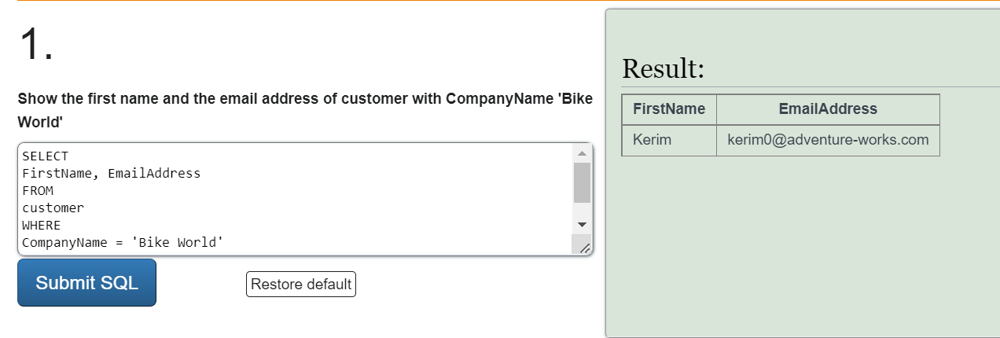 1.
Show the first name and the email address of customer with CompanyName 'Bike
World'
SELECT
FirstName, EmailAddress
FROM
customer
WHERE
CompanyName = 'Bike World'
Submit SQL
Restore default
Result:
FirstName EmailAddress
Kerim kerim0@adventure-works.com